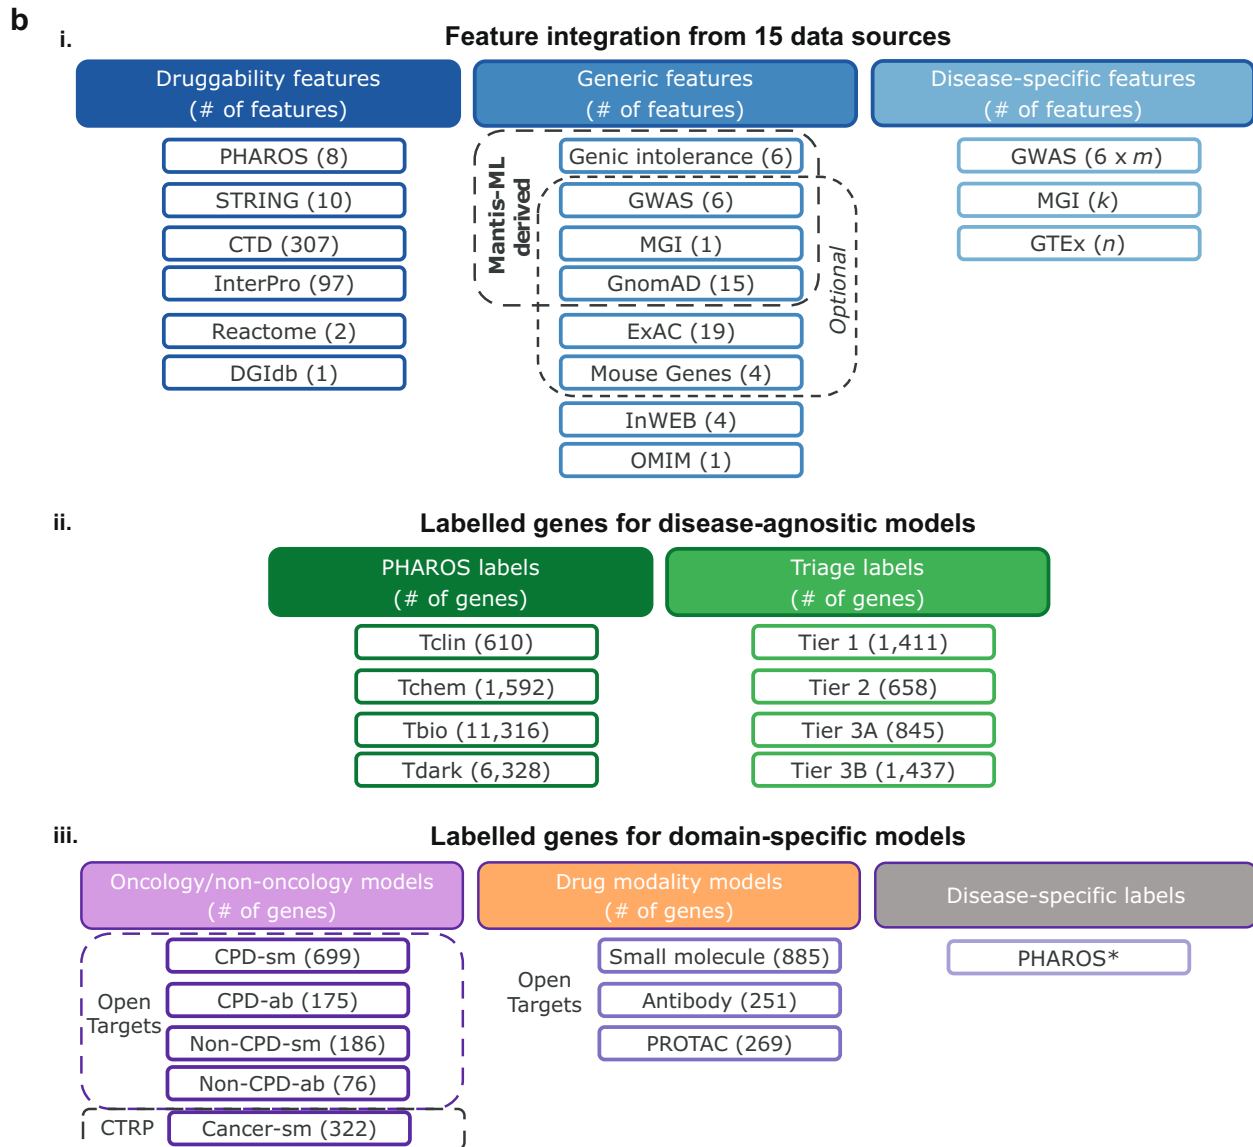 b
i.
Feature integration from 15 data sources
Druggability features
(# of features)
PHAROS (8)
STRING (10)
CTD (307)
InterPro (97)
Reactome (2)
DGIdb (1)
Generic features
(# of features)
Mantis-ML
derived
Genic intolerance (6)
GWAS (6)
MGI (1)
GnomAD (15)
ExAC (19)
Mouse Genes (4)
Optional
InWEB (4)
OMIM (1)
Disease-specific features
(# of features)
GWAS (6 x m)
MGI (k)
GTEx (n)
ii.
Labelled genes for disease-agnositic models
PHAROS labels
(# of genes)
Tclin (610)
Tchem (1,592)
Tbio (11,316)
Tdark (6,328)
Triage labels
(# of genes)
Tier 1 (1,411)
Tier 2 (658)
Tier 3A (845)
Tier 3B (1,437)
iii.
Labelled genes for domain-specific models
Oncology/non-oncology models
(# of genes)
Open
Targets
CPD-sm (699)
CPD-ab (175)
Non-CPD-sm (186)
Non-CPD-ab (76)
CTRP
Cancer-sm (322)
Drug modality models
(# of genes)
Open
Targets
Small molecule (885)
Antibody (251)
PROTAC (269)
Disease-specific labels
PHAROS*